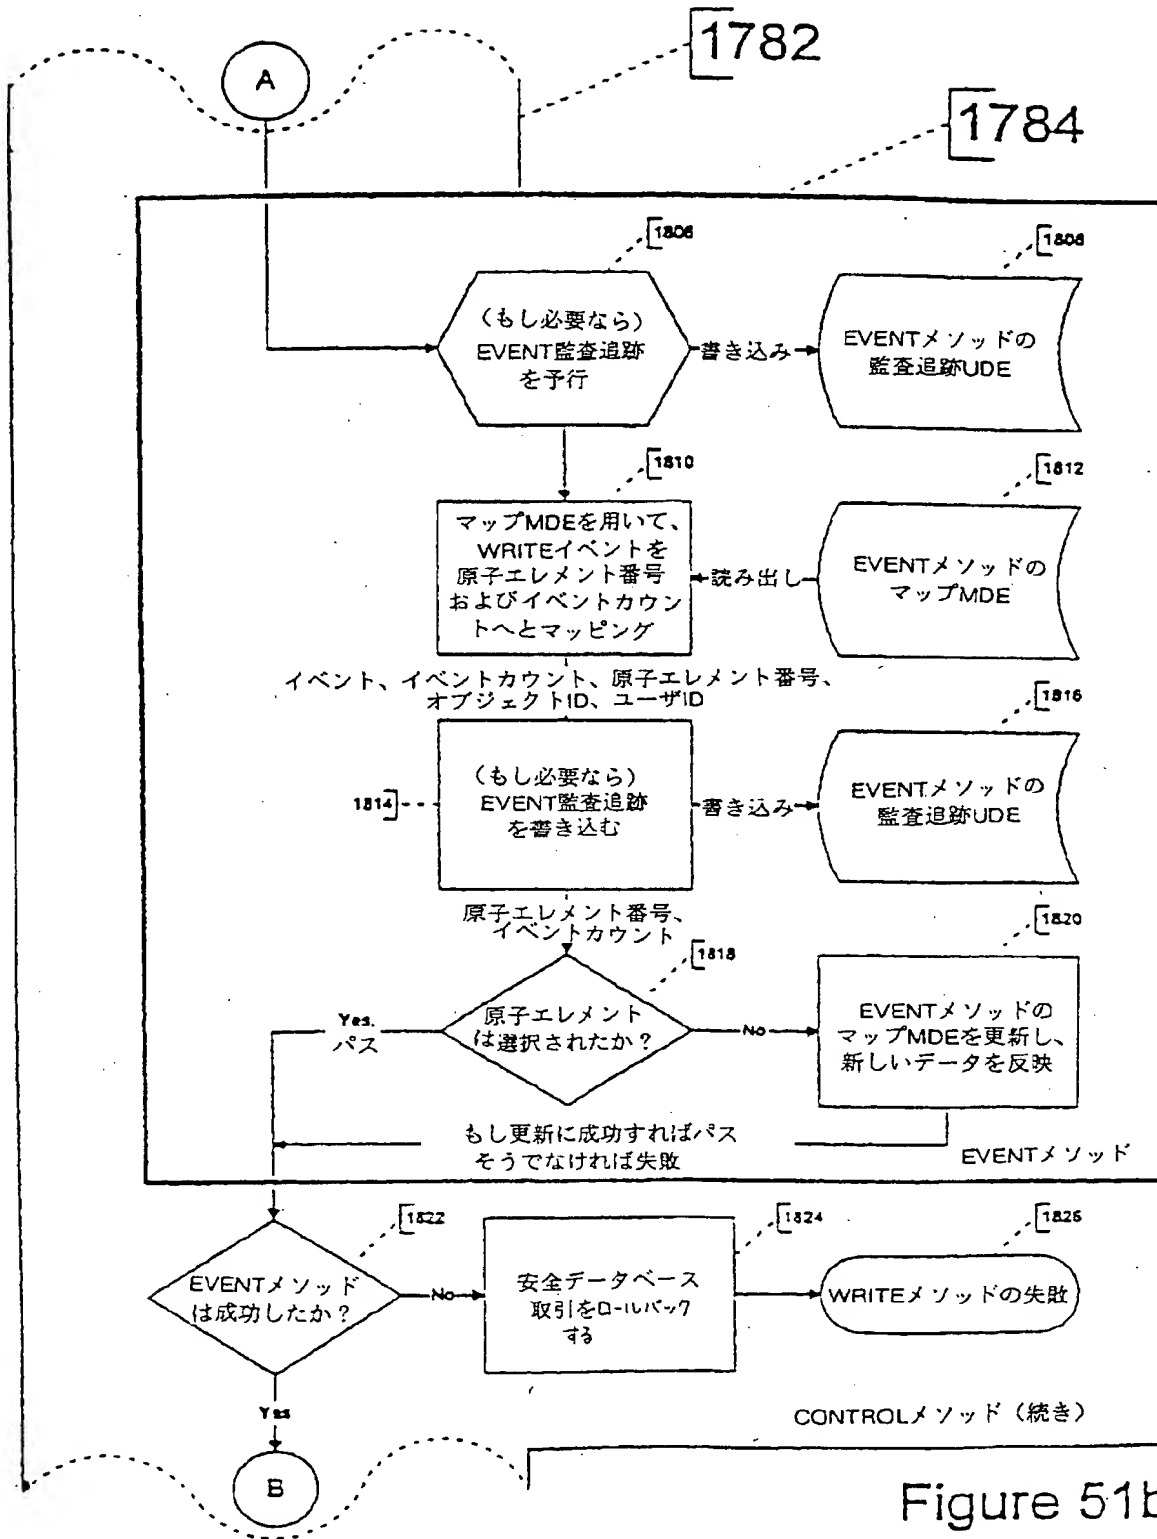 1782
A
1784
1806
1808
(もし必要なら)
EVENT監査追跡
を予行
書き込み
EVENTメソッドの
監査追跡UDE
1810
1812
マップMDEを用いて、
WRITEイベントを
原子エレメント番号
およびイベントカウン
トへとマッピング
読み出し
EVENTメソッドの
マップMDE
イベント、イベントカウント、原子エレメント番号、
オブジェクトID、ユーザID
1816
1814
(もし必要なら)
EVENT監査追跡
を書き込む
書き込み
EVENTメソッドの
監査追跡UDE
原子エレメント番号、
イベントカウント
1818
1820
Yes.
パス
原子エレメント
は選択されたか?
No
EVENTメソッドの
マップMDEを更新し、
新しいデータを反映
もし更新に成功すればパス
そうでなければ失敗
EVENTメソッド
1822
1824
1826
EVENTメソッド
は成功したか?
No
安全データベース
取引をロールバック
する
WRITEメソッドの失敗
Yes
CONTROLメソッド(続き)
B
Figure 51b